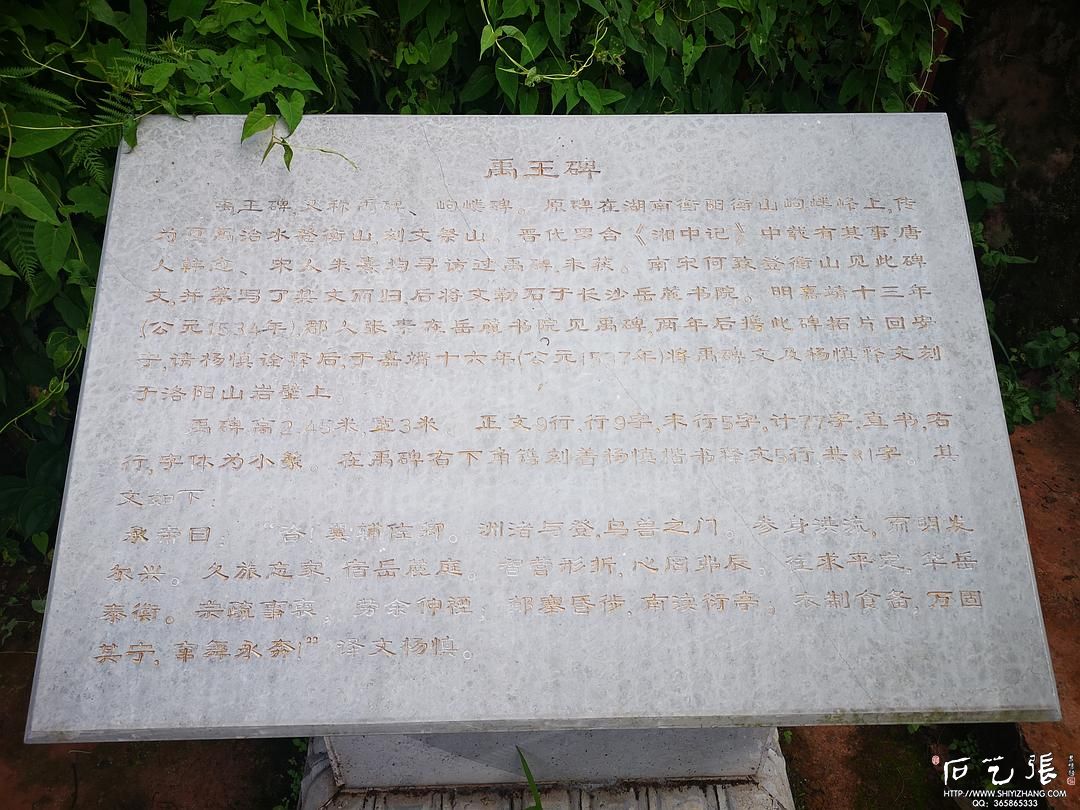 禹王碑
禹王碑,又称禹碑、岣嵝碑。原碑在湖南衡阳衡山岣嵝峰上,传
为夏禹治水登衡山,刻文祭山。晋代罗含《湘中记》中载有其事,唐
人韩愈、宋人朱熹均寻访过禹碑,未获。南宋何致登衡山见此碑
文,并摹写了其文而归,后将文勒石于长沙岳麓书院。明嘉靖十三年
(公元1534年),郡人张素在岳麓书院见禹碑,两年后携此碑拓片回安
宁,请杨慎诠释后,于嘉靖十六年(公元1537年)将禹碑文及杨慎释文刻
于洛阳山岩壁上。
禹碑高2.45米,宽3米。正文9行,行9字,末行5字,计77字,直书,右
行,字体为小篆。在禹碑右下角镌刻着杨慎楷书释文5行,共81字。其
文如下:
承帝曰:“咨!翼辅佐卿。洲渚与登,鸟兽之门。参身洪流,而明发
尔兴。久旅忘家,宿岳麓庭。智营形折,心罔弗辰。往求平定,华岳
泰衡。宗疏事裒,劳余伸禋,郁塞昏徙,南渎衍亨,衣制食备,万国
其宁,窜舞永奔!”译文杨慎。
石艺張
HTTP://WWW.SHIYIZHANG.COM
QQ: 365865333